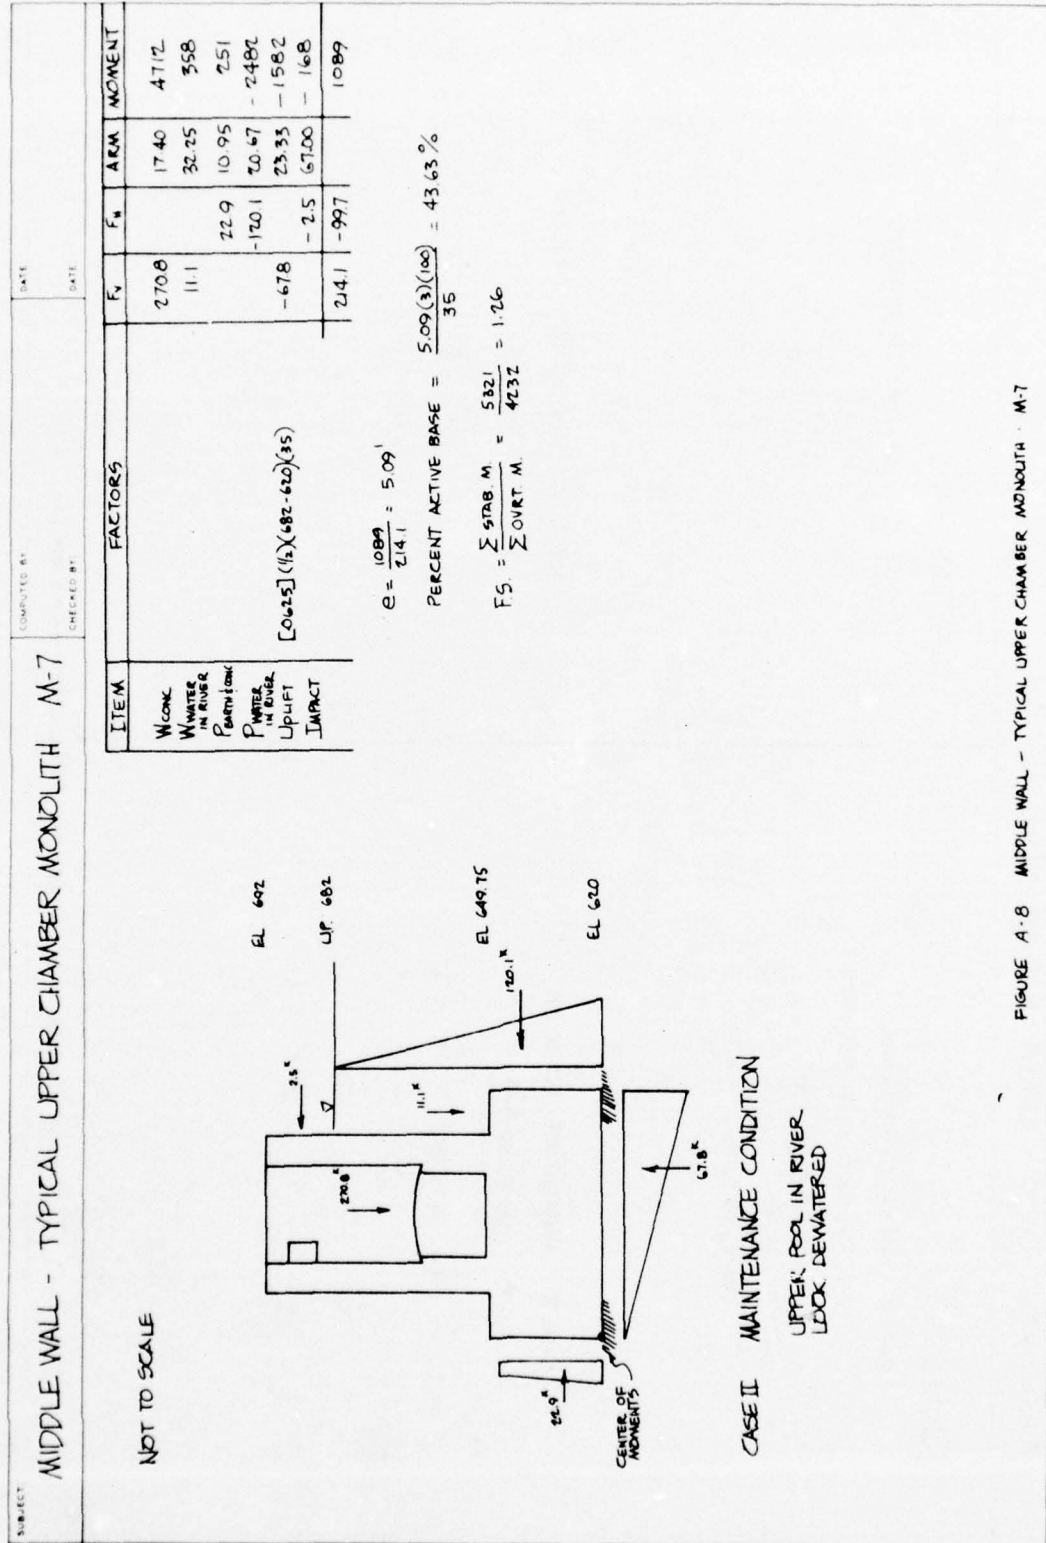 SUBJECT
MIDDLE WALL - TYPICAL UPPER CHAMBER MONOLITH M-7
COMPUTED BY
DATE
CHECKED BY
DATE
NOT TO SCALE
ITEM FACTORS Fv FH ARM MOMENT
W CONC 270.8 17.40 4712
W WATER IN RIVER 11.1 32.25 358
P EARTH & CONC 22.9 10.95 251
P WATER IN RIVER -120.1 20.67 -2482
UPLIFT [.0625](1/2)(682-620)(35) -67.8 23.33 -1582
IMPACT -2.5 67.00 -168
214.1 -99.7 1089
e = 1089/214.1 = 5.09'
PERCENT ACTIVE BASE = 5.09(3)(100)/35 = 43.63%
F.S. = Σ STAB. M./Σ OVRT. M. = 5321/4232 = 1.26
EL 692
U.P. 682
EL 649.75
EL 620
2.5ᴷ
270.8ᴷ
11.1ᴷ
120.1ᴷ
22.9ᴷ
67.8ᴷ
CENTER OF
MOMENTS
CASE II MAINTENANCE CONDITION
UPPER POOL IN RIVER
LOCK DEWATERED
FIGURE A-8 MIDDLE WALL - TYPICAL UPPER CHAMBER MONOLITH - M-7